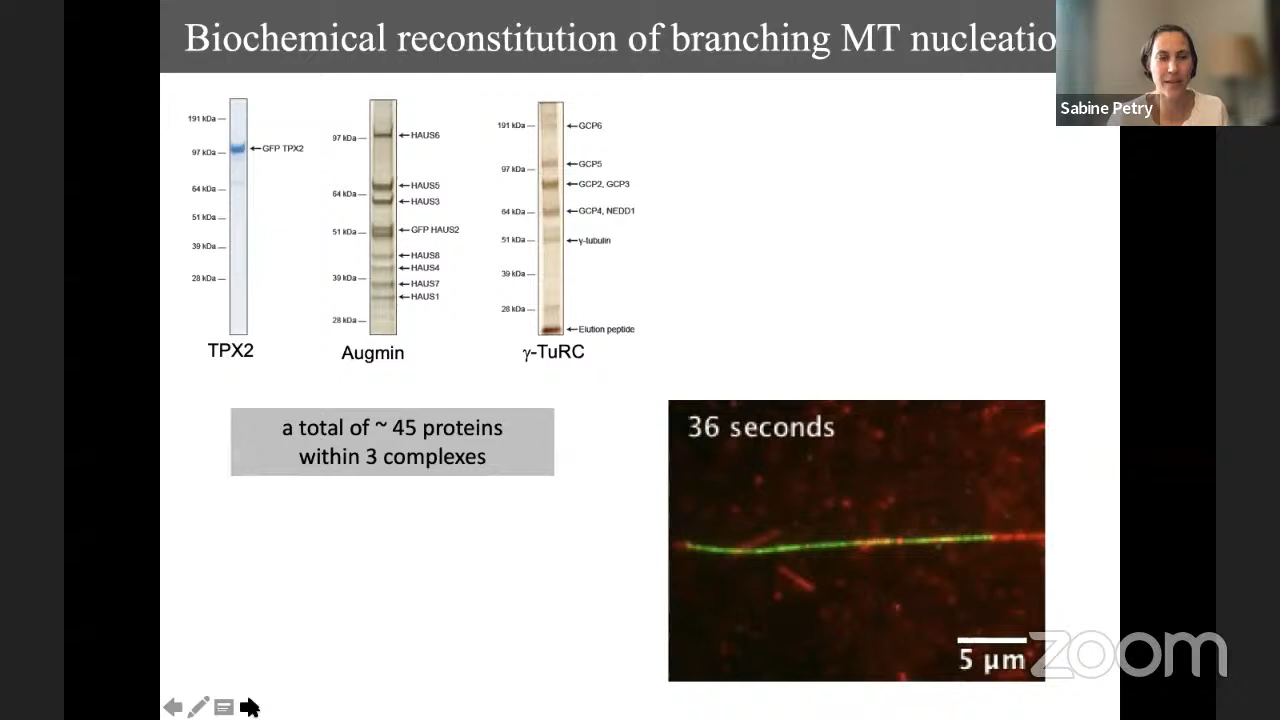 Biochemical reconstitution of branching MT nucleatio
Sabine Petry
191 kDa
97 kDa
64 kDa
51 kDa
39 kDa
28 kDa
GFP TPX2
TPX2
97 kDa
64 kDa
51 kDa
39 kDa
28 kDa
HAUS6
HAUS5
HAUS3
GFP HAUS2
HAUS8
HAUS4
HAUS7
HAUS1
Augmin
191 kDa
97 kDa
64 kDa
51 kDa
39 kDa
28 kDa
GCP6
GCP5
GCP2, GCP3
GCP4, NEDD1
γ-tubulin
Elution peptide
γ-TuRC
a total of ~ 45 proteins
within 3 complexes
36 seconds
5 µm
zoom